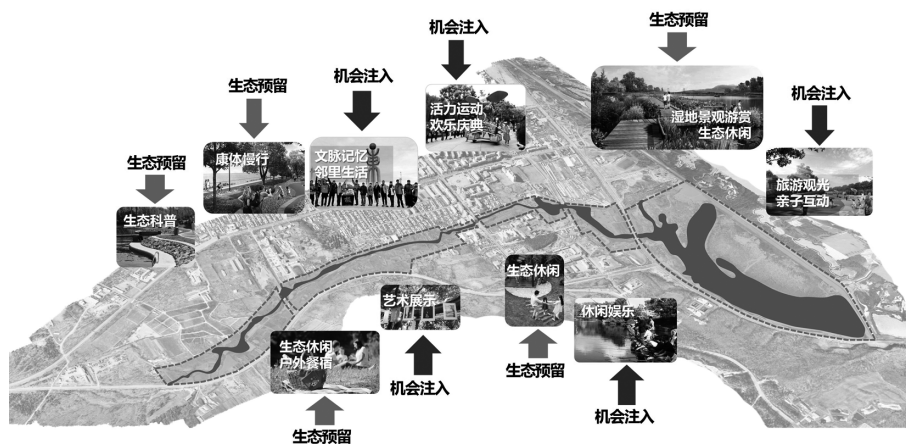 机会注入
生态预留
生态预留
机会注入
机会注入
生态预留
活力运动
欢乐庆典
湿地景观游赏
生态休闲
康体慢行
文脉记忆
邻里生活
旅游观光
亲子互动
生态科普
生态休闲
艺术展示
休闲娱乐
生态休闲
户外餐宿
生态预留
机会注入
机会注入
生态预留